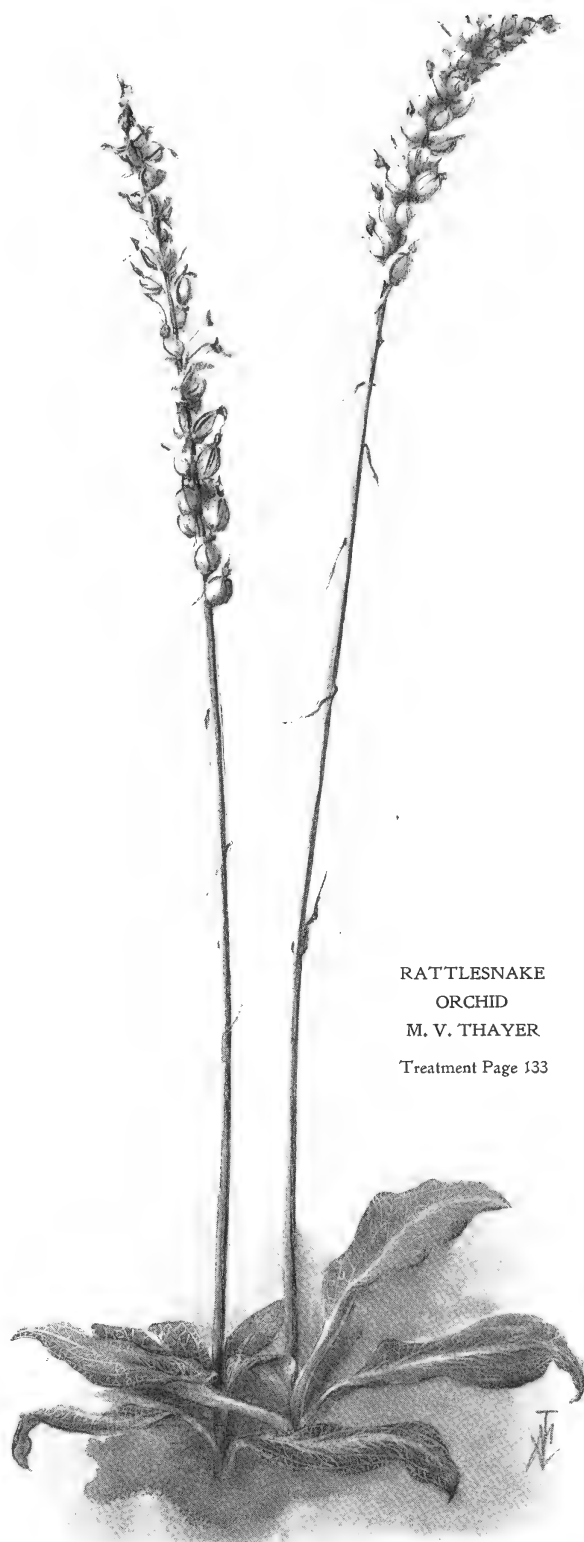 RATTLESNAKE
ORCHID
M. V. THAYER
Treatment Page 133